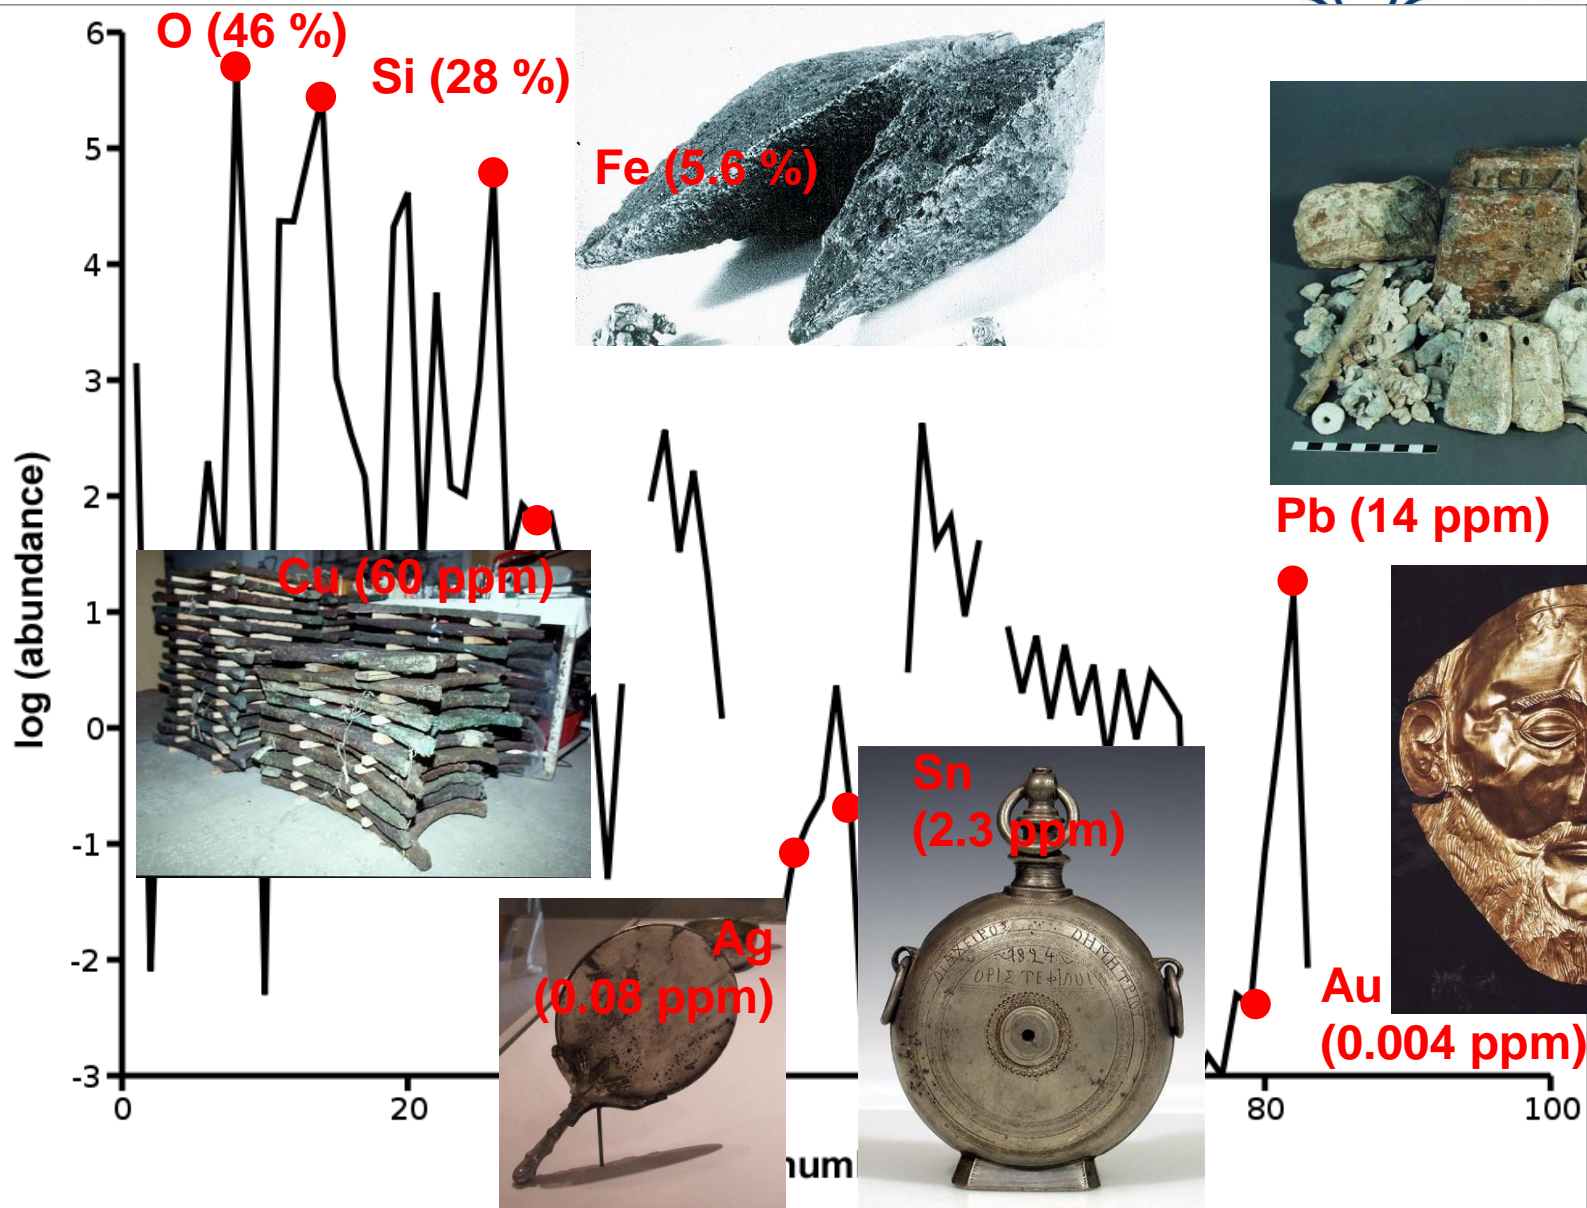 6
O (46 %)
Si (28 %)
5
Fe (5.6 %)
4
3
2
Pb (14 ppm)
Cu (60 ppm)
1
log (abundance)
0
Sn
(2.3 ppm)
-1
Ag
(0.08 ppm)
ΔΗΜΗΤΡΙΟΥ
1824
-2
Au
(0.004 ppm)
-3
0
20
80
100